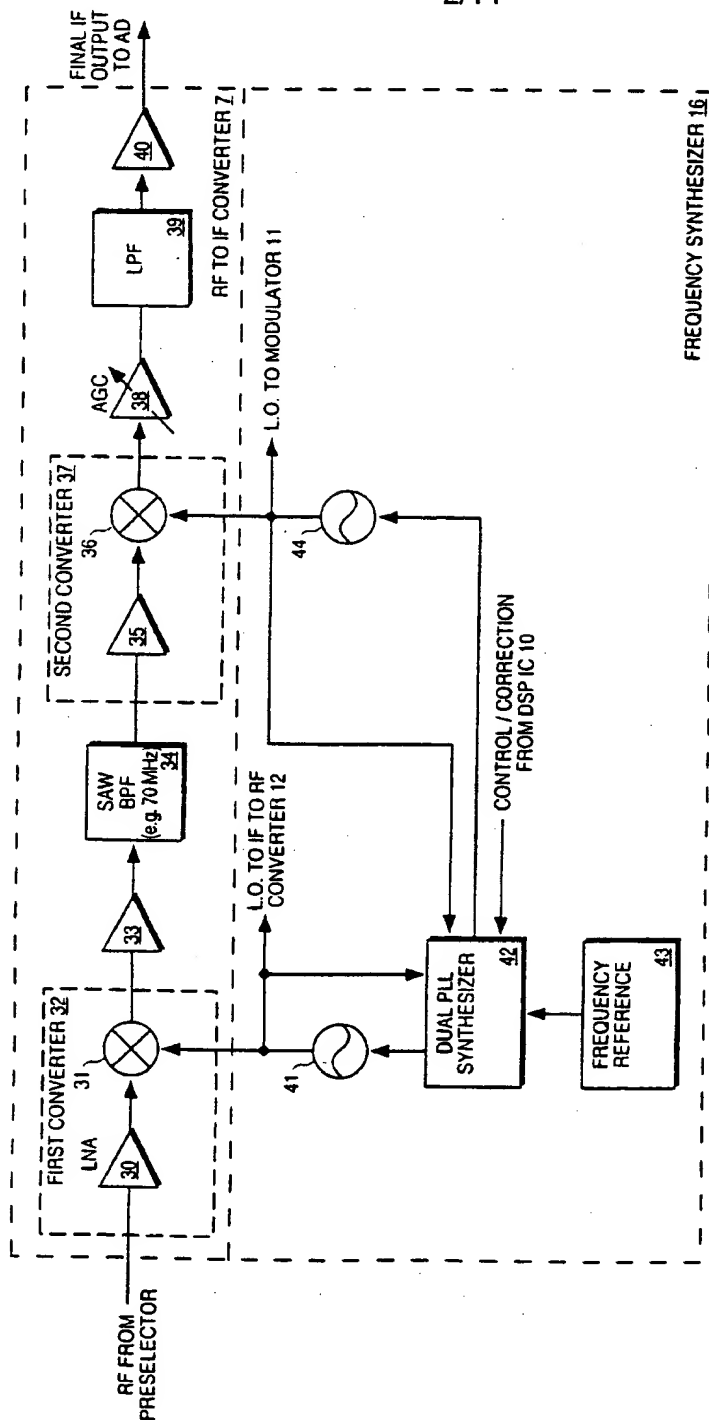 RF FROM
PRESELECTOR
FIRST CONVERTER 32
LNA
30
31
33
SAW
BPF
(e.g. 70 MHz)
34
SECOND CONVERTER 37
35
36
AGC
38
LPF
39
40
FINAL IF
OUTPUT
TO AD
RF TO IF CONVERTER 7
L.O. TO IF TO RF
CONVERTER 12
L.O. TO MODULATOR 11
41
44
DUAL PLL
SYNTHESIZER
42
CONTROL / CORRECTION
FROM DSP IC 10
FREQUENCY
REFERENCE
43
FREQUENCY SYNTHESIZER 16